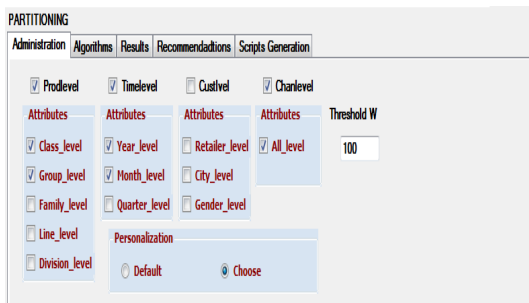 PARTITIONING
Administration Algorithms Results Recommendadtions Scripts Generation
Prodlevel Timelevel Custlvel Chanlevel
Attributes Attributes Attributes Attributes Threshold W
Class_level Year_level Retailer_level All_level 100
Group_level Month_level City_level
Family_level Quarter_level Gender_level
Line_level
Personalization
Division_level
Default Choose